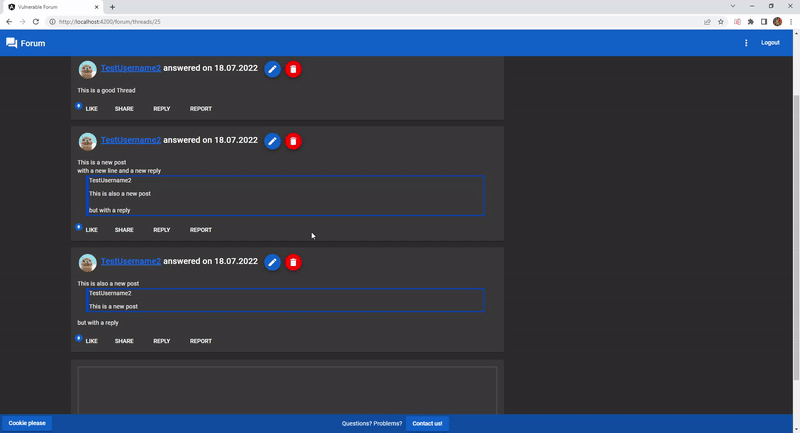 Vulnerable Forum
http://localhost:4200/forum/threads/25
Forum
Logout
TestUsername2 answered on 18.07.2022
This is a good Thread
0 LIKE SHARE REPLY REPORT
TestUsername2 answered on 18.07.2022
This is a new post
with a new line and a new reply
TestUsername2
This is also a new post
but with a reply
0 LIKE SHARE REPLY REPORT
TestUsername2 answered on 18.07.2022
This is also a new post
TestUsername2
This is a new post
but with a reply
0 LIKE SHARE REPLY REPORT
Cookie please
Questions? Problems? Contact us!